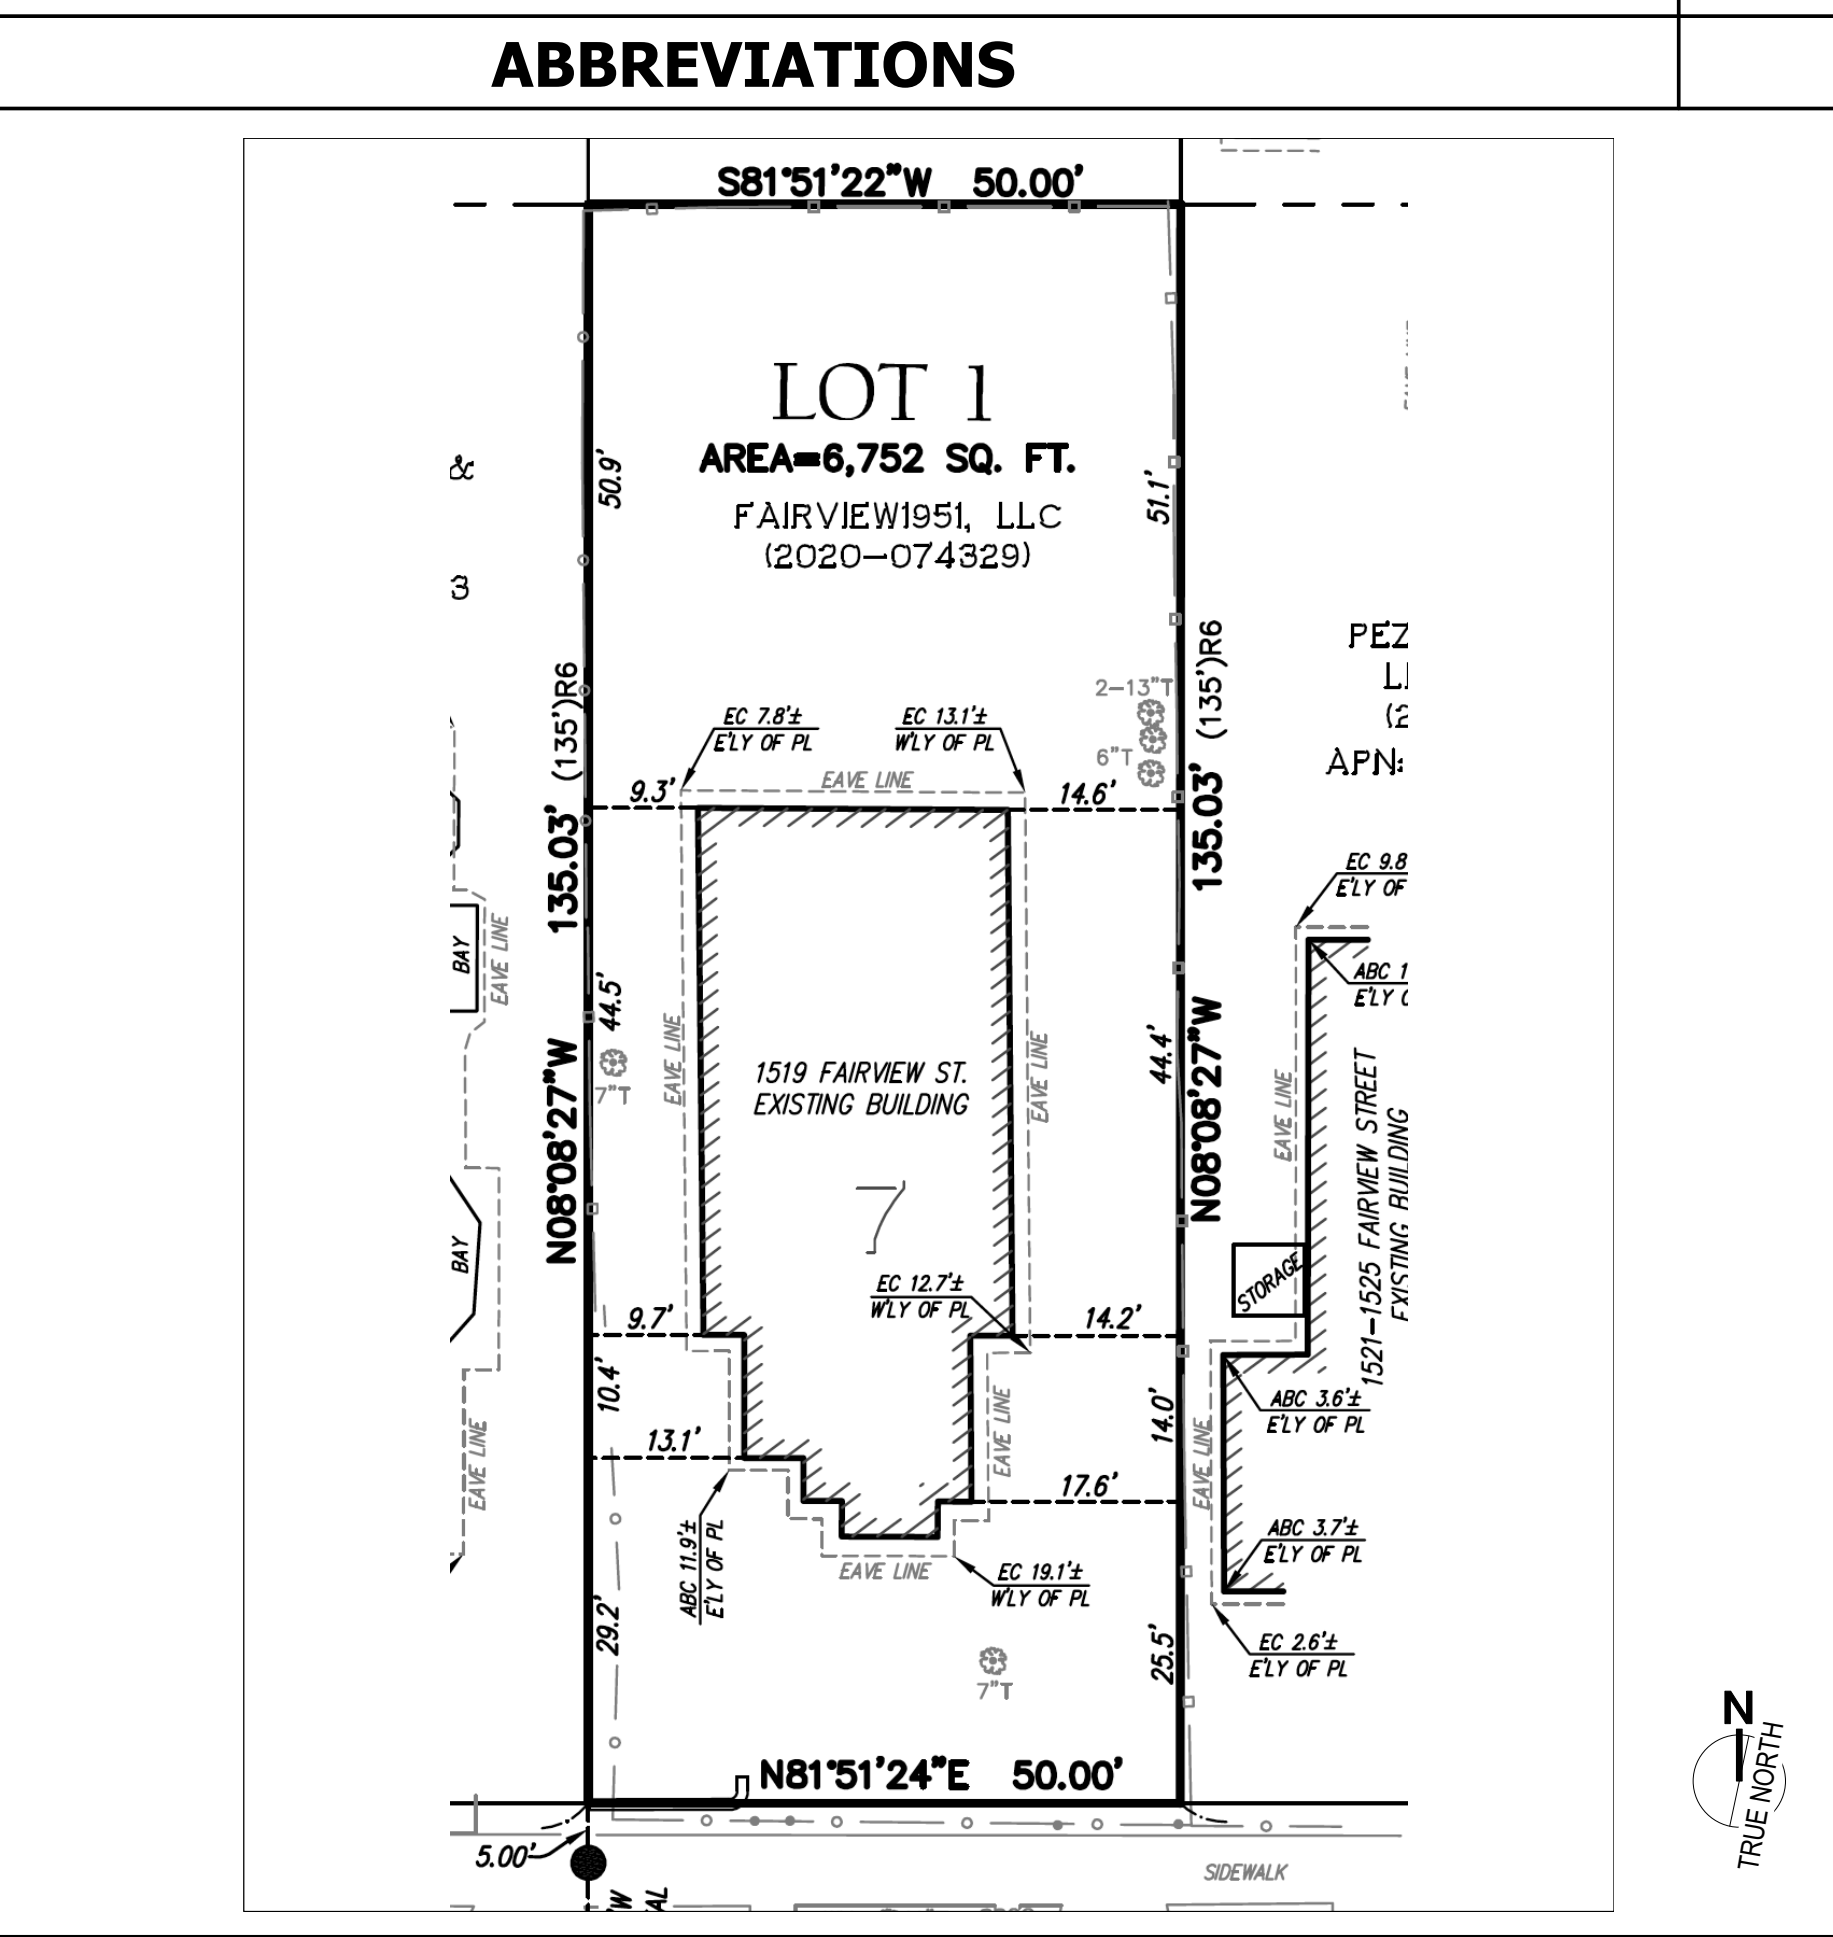 ABBREVIATIONS
S81°51'22"W 50.00'
LOT 1
AREA=6,752 SQ. FT.
FAIRVIEW1951, LLC
(2020-074329)
50.9'
51.1'
&
3
(135')R6
135.03'
N08°08'27"W
(135')R6
135.03'
N08°08'27"W
PEZ
APN:
2-13"T
6"T
EC 7.8'±
E'LY OF PL
EC 13.1'±
W'LY OF PL
EAVE LINE
9.3'
14.6'
EC 9.8
E'LY OF
BAY
EAVE LINE
44.5'
7"T
EAVE LINE
1519 FAIRVIEW ST.
EXISTING BUILDING
7
EAVE LINE
44.4'
EAVE LINE
ABC 1
E'LY
1521-1525 FAIRVIEW STREET
EXISTING BUILDING
STORAGE
BAY
EC 12.7'±
W'LY OF PL
9.7'
14.2'
10.4'
13.1'
14.0'
EAVE LINE
17.6'
EAVE LINE
EAVE LINE
ABC 3.6'±
E'LY OF PL
ABC 3.7'±
E'LY OF PL
ABC 11.9'±
E'LY OF PL
EAVE LINE
EC 19.1'±
W'LY OF PL
29.2'
25.5'
7"T
EC 2.6'±
E'LY OF PL
N81°51'24"E 50.00'
5.00'
SIDEWALK
N
TRUE NORTH